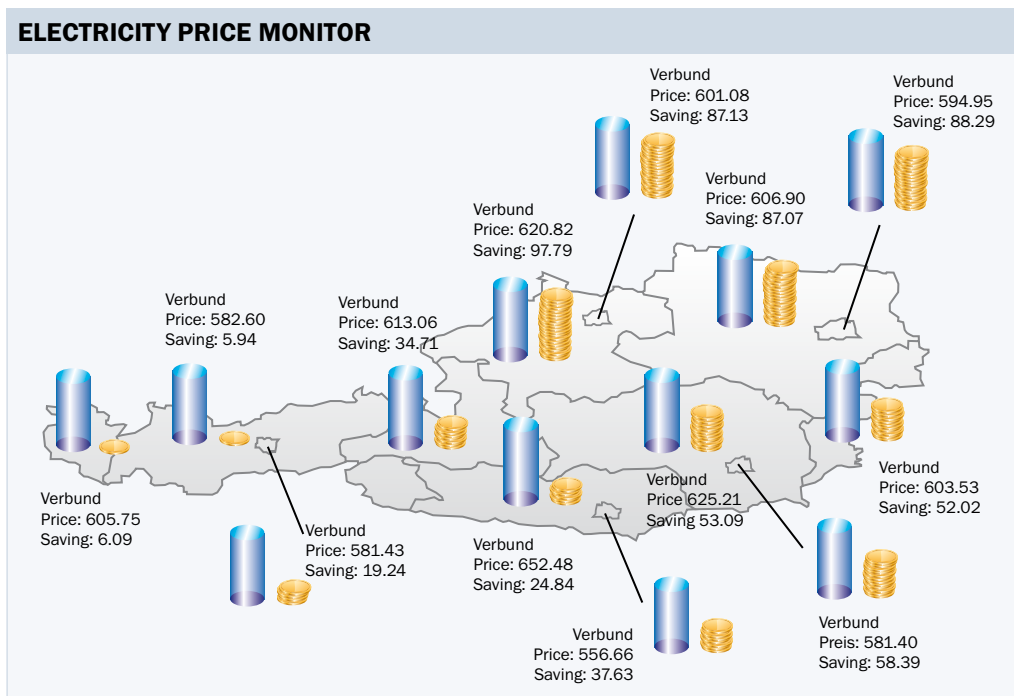 ELECTRICITY PRICE MONITOR
Verbund
Price: 601.08
Saving: 87.13
Verbund
Price: 594.95
Saving: 88.29
Verbund
Price: 606.90
Saving: 87.07
Verbund
Price: 620.82
Saving: 97.79
Verbund
Price: 582.60
Saving: 5.94
Verbund
Price: 613.06
Saving: 34.71
Verbund
Price: 605.75
Saving: 6.09
Verbund
Price: 581.43
Saving: 19.24
Verbund
Price: 652.48
Saving: 24.84
Verbund
Price 625.21
Saving 53.09
Verbund
Price: 603.53
Saving: 52.02
Verbund
Price: 556.66
Saving: 37.63
Verbund
Preis: 581.40
Saving: 58.39